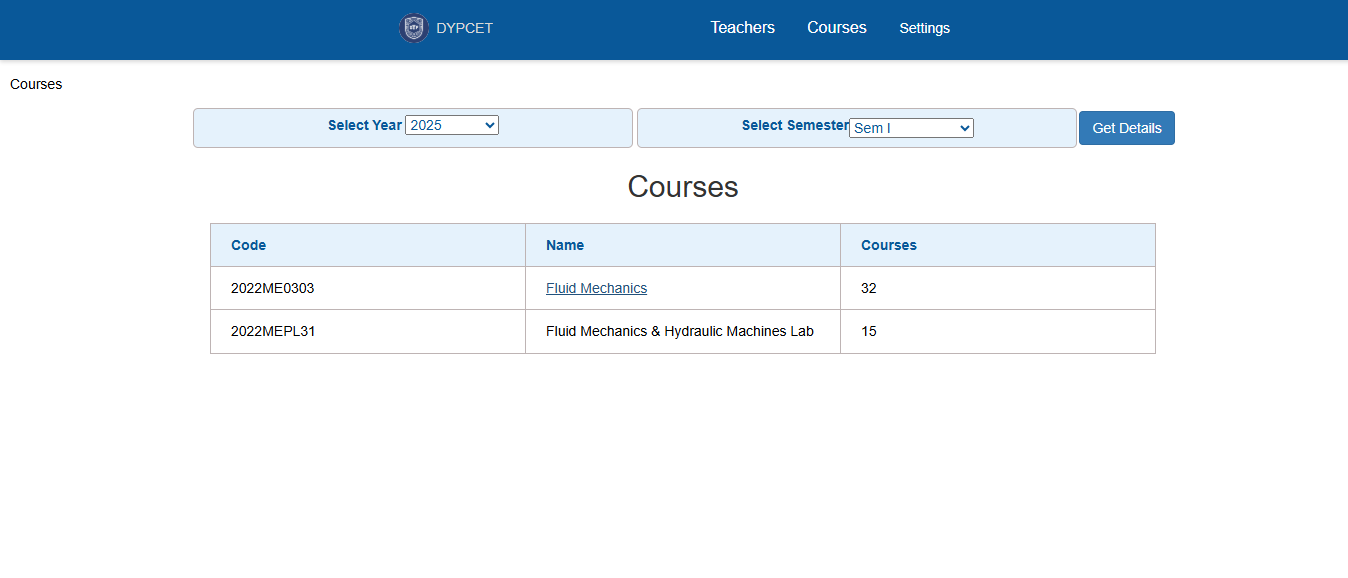 DYPCET Teachers Courses Settings
Courses
Select Year 2025 Select Semester Sem I Get Details
Courses
Code Name Courses
2022ME0303 Fluid Mechanics 32
2022MEPL31 Fluid Mechanics & Hydraulic Machines Lab 15